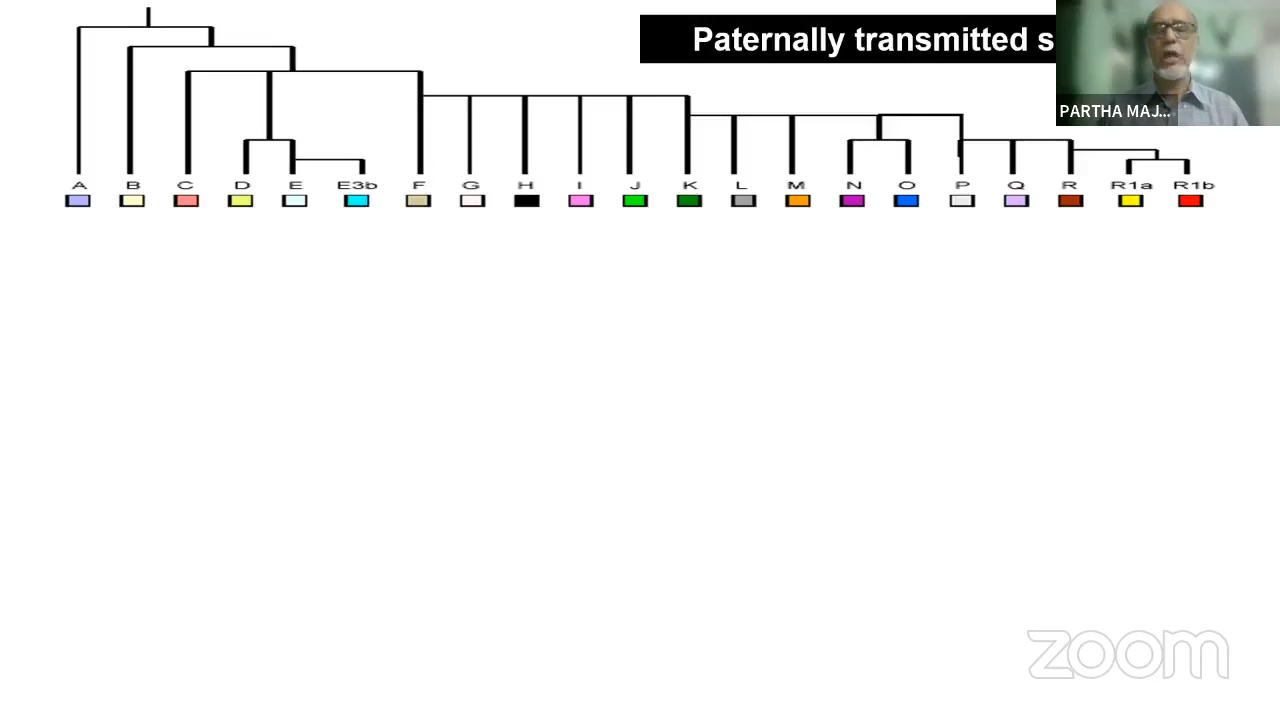 Paternally transmitted s
PARTHA MAJ...
A B C D E E3b F G H I J K L M N O P Q R R1a R1b
zoom